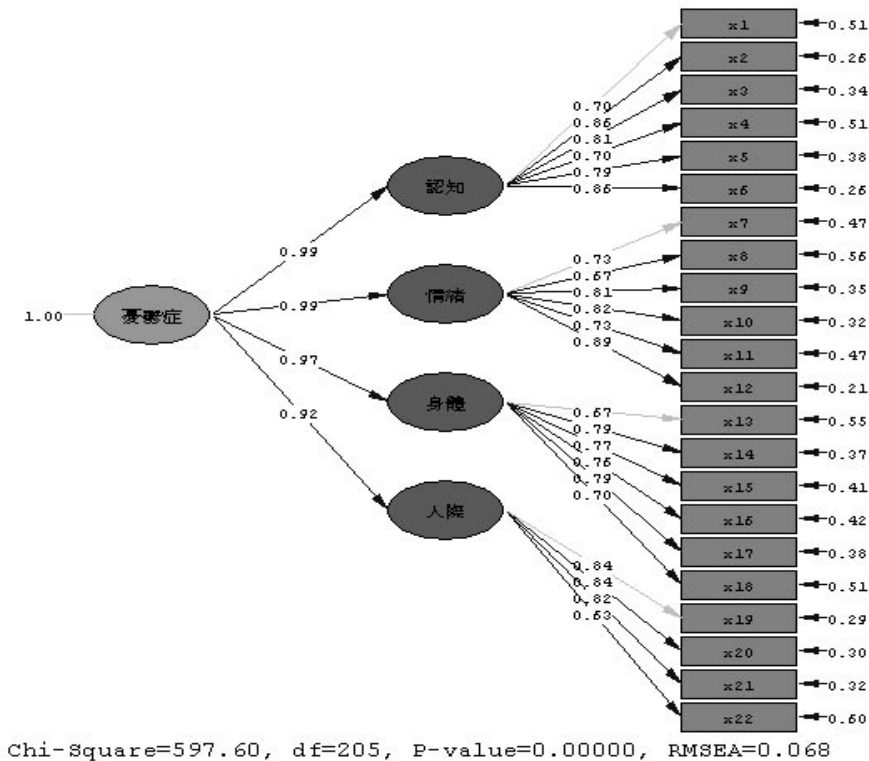 1.00
憂鬱症
0.99
0.99
0.97
0.92
認知
情緒
身體
人際
0.70
0.86
0.81
0.70
0.79
0.86
0.73
0.67
0.81
0.82
0.73
0.89
0.67
0.79
0.77
0.76
0.79
0.70
0.84
0.84
0.82
0.63
x1 0.51
x2 0.26
x3 0.34
x4 0.51
x5 0.38
x6 0.26
x7 0.47
x8 0.56
x9 0.35
x10 0.32
x11 0.47
x12 0.21
x13 0.55
x14 0.37
x15 0.41
x16 0.42
x17 0.38
x18 0.51
x19 0.29
x20 0.30
x21 0.32
x22 0.60
Chi-Square=597.60, df=205, P-value=0.00000, RMSEA=0.068